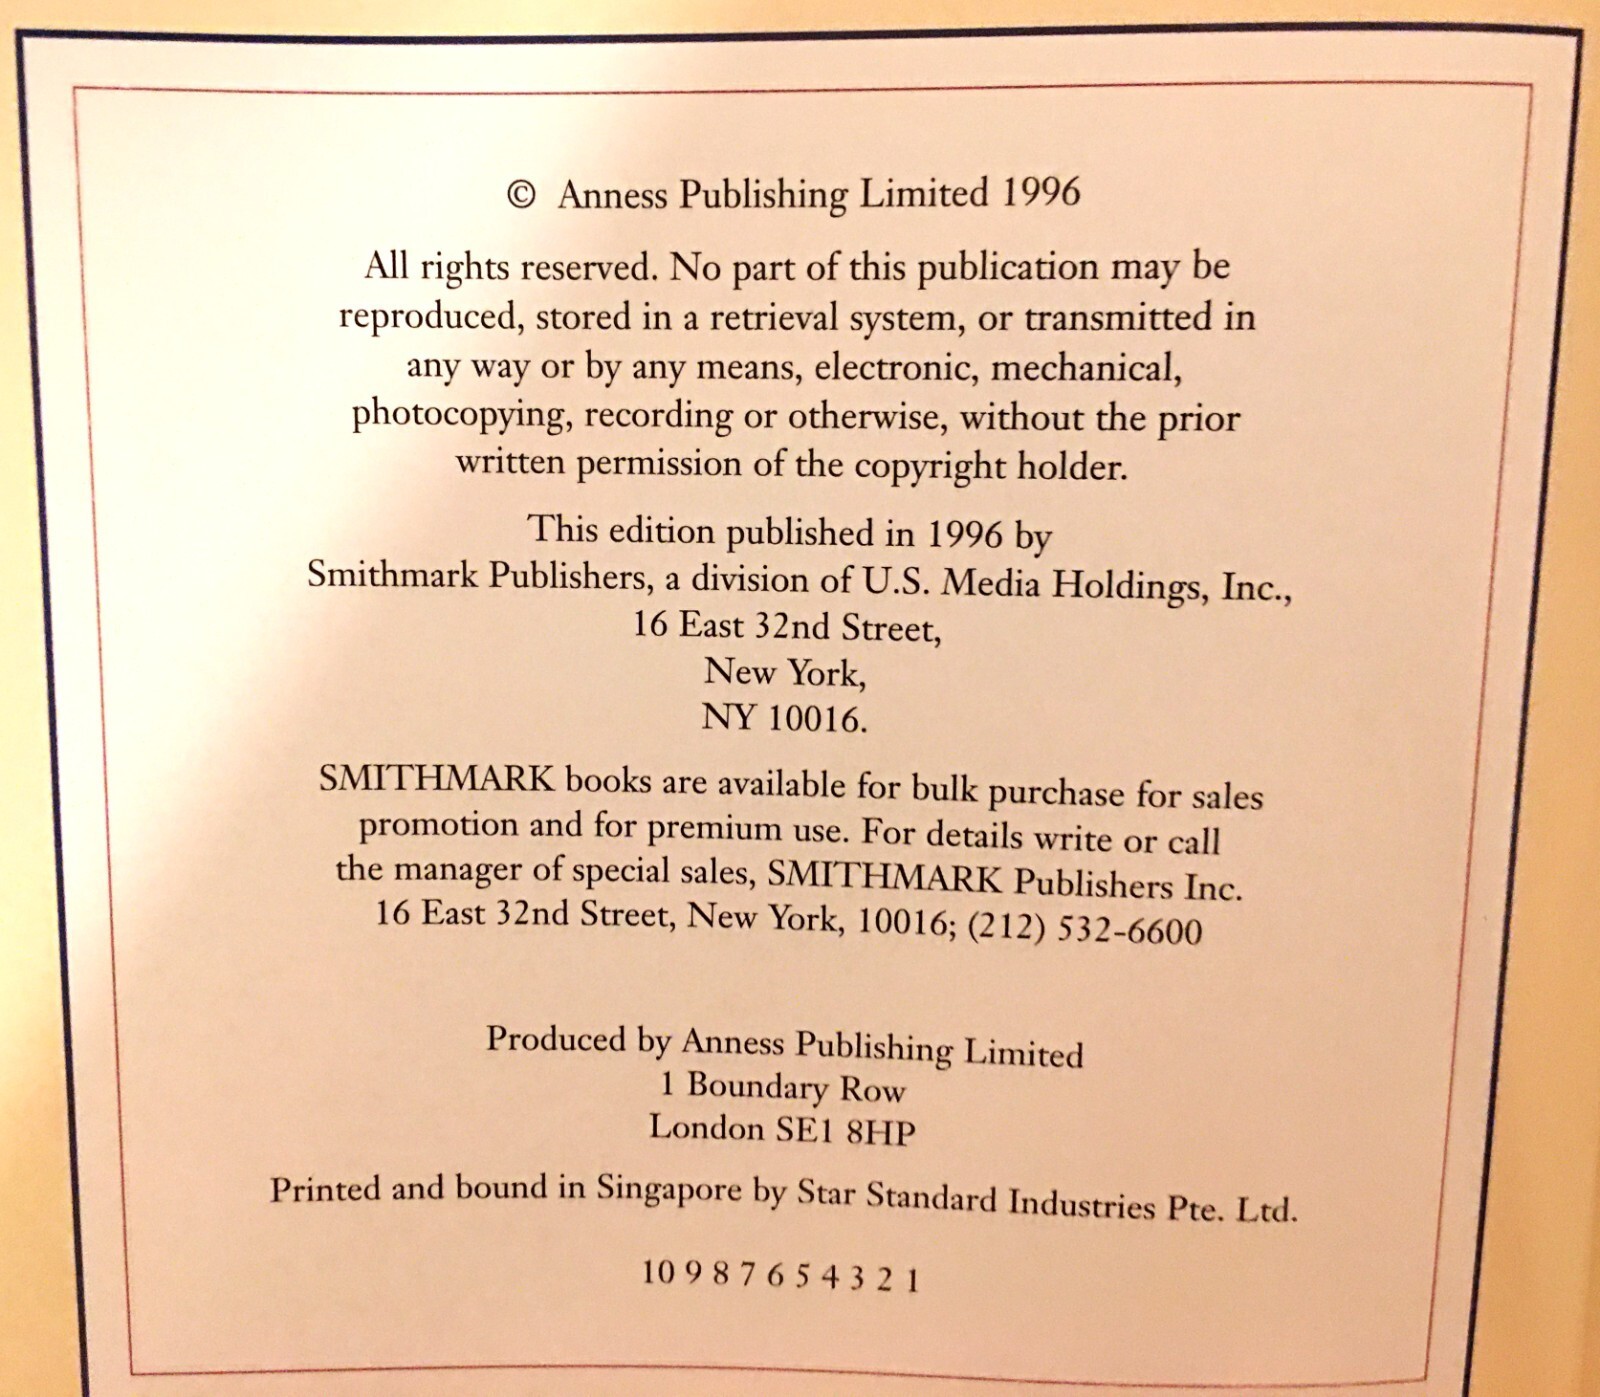 © Anness Publishing Limited 1996
All rights reserved. No part of this publication may be
reproduced, stored in a retrieval system, or transmitted in
any way or by any means, electronic, mechanical,
photocopying, recording or otherwise, without the prior
written permission of the copyright holder.
This edition published in 1996 by
Smithmark Publishers, a division of U.S. Media Holdings, Inc.,
16 East 32nd Street,
New York,
NY 10016.
SMITHMARK books are available for bulk purchase for sales
promotion and for premium use. For details write or call
the manager of special sales, SMITHMARK Publishers Inc.
16 East 32nd Street, New York, 10016; (212) 532-6600
Produced by Anness Publishing Limited
1 Boundary Row
London SE1 8HP
Printed and bound in Singapore by Star Standard Industries Pte. Ltd.
10 9 8 7 6 5 4 3 2 1